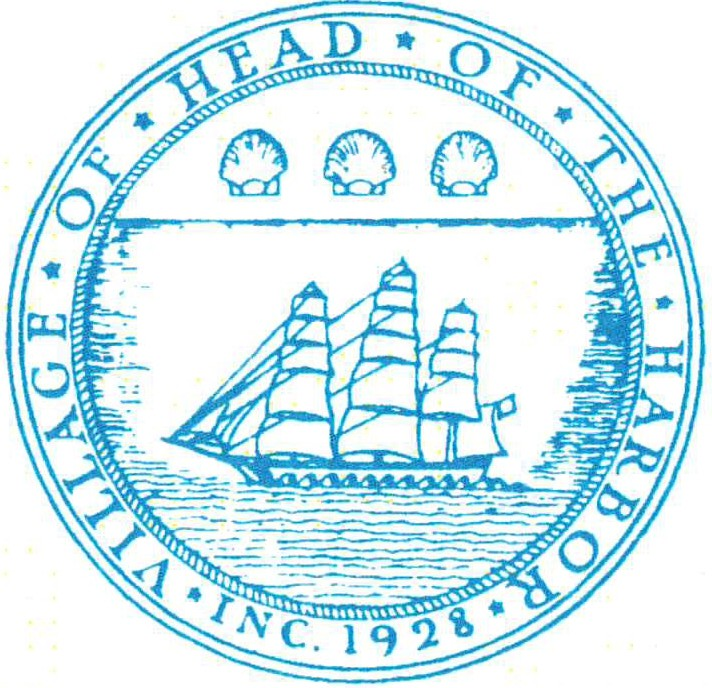 VILLAGE ★ OF ★ HEAD ★ OF ★ THE ★ HARBOR
★ INC. 1928 ★